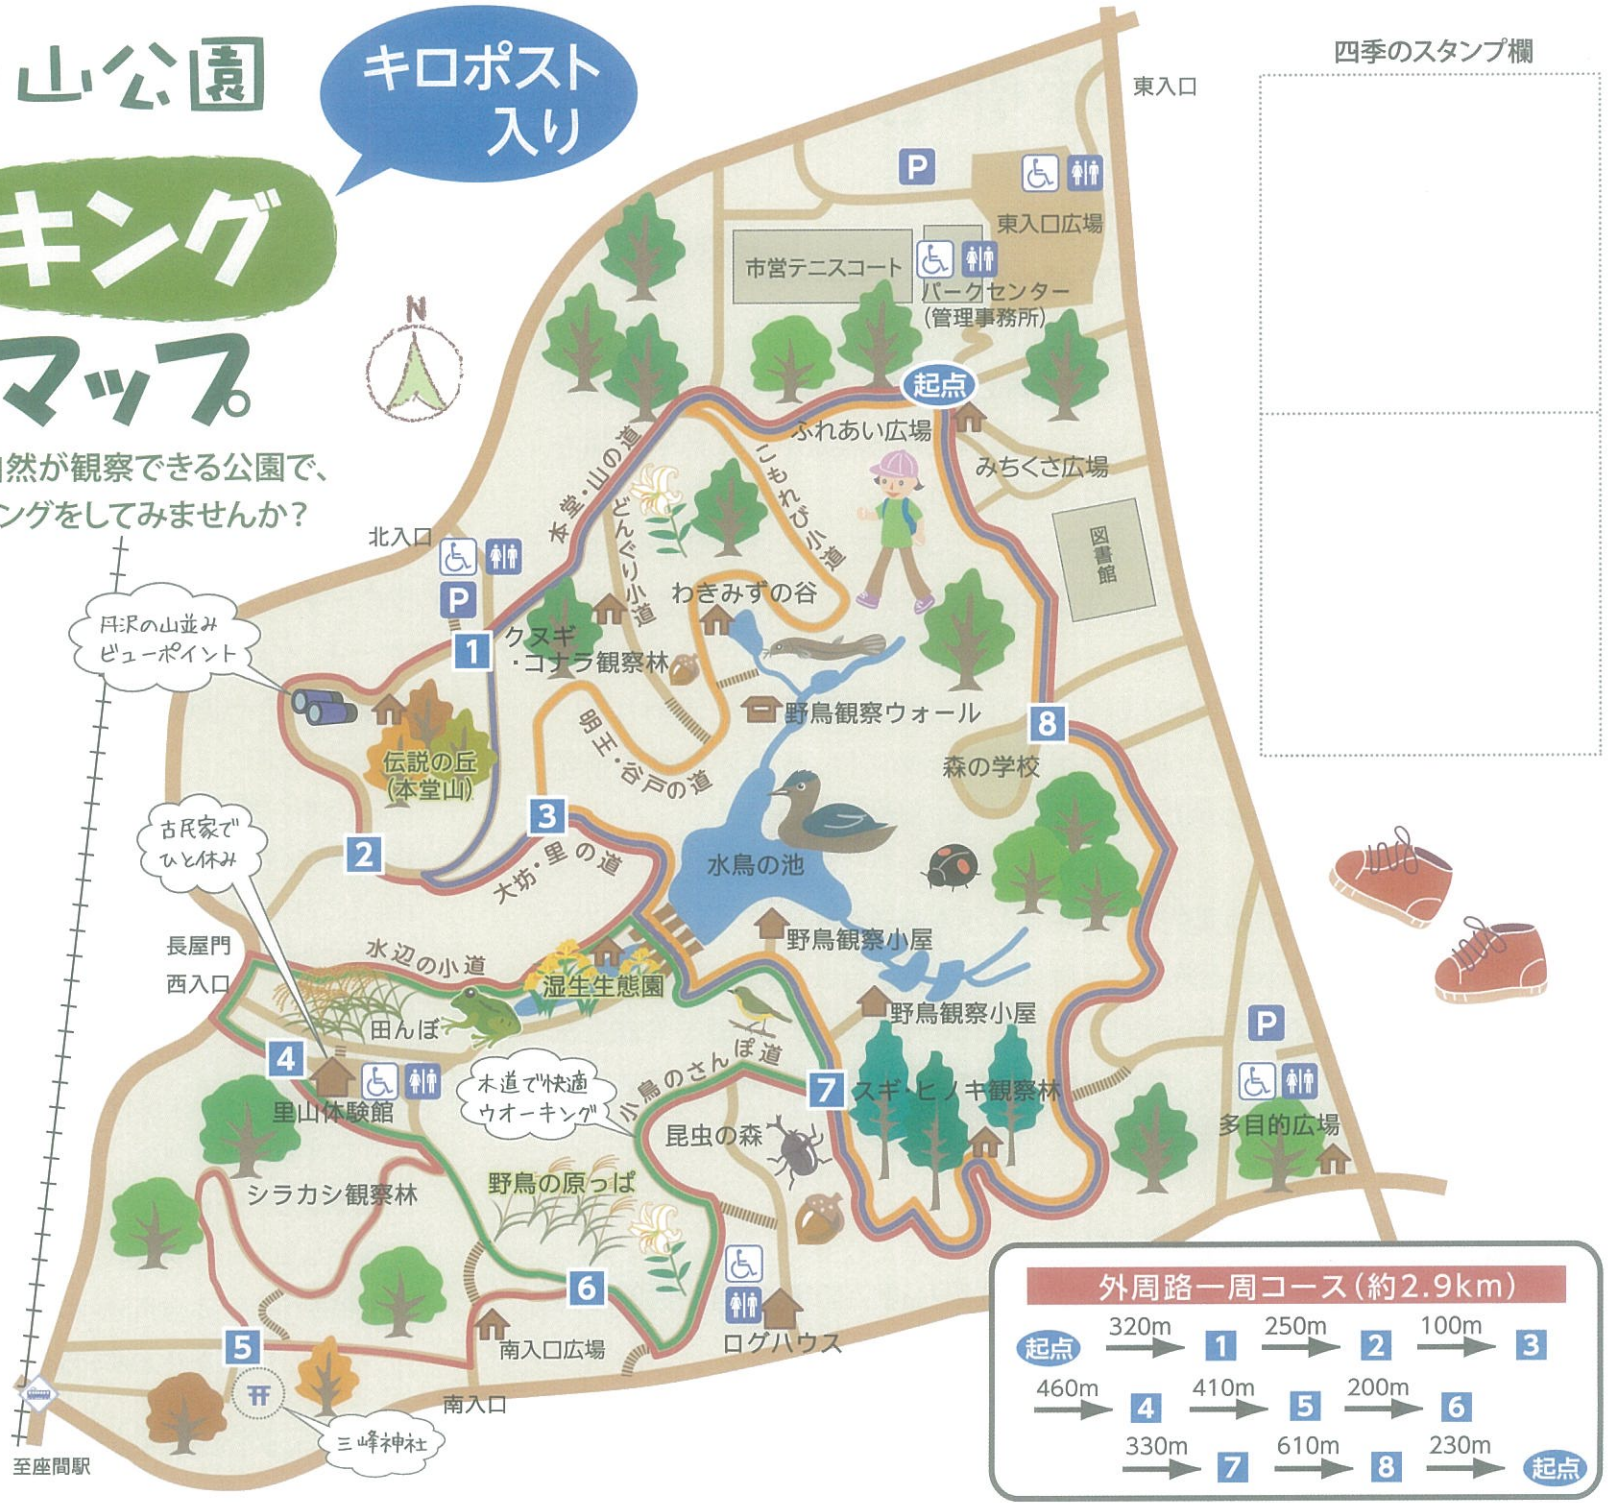 山公園
キロポスト
入り
キング
マップ
自然が観察できる公園で、
ングをしてみませんか?
N
四季のスタンプ欄
東入口
P
東入口広場
市営テニスコート
パークセンター
(管理事務所)
起点
ふれあい広場
みちくさ広場
図書館
本堂・山の道
どんぐり小道
こもれび小道
北入口
P
わきみずの谷
1
クヌギ
・コナラ観察林
丹沢の山並み
ビューポイント
野鳥観察ウォール
8
明王・谷戸の道
森の学校
伝説の丘
(本堂山)
3
2
古民家で
ひと休み
大坊・里の道
水鳥の池
長屋門
西入口
水辺の小道
野鳥観察小屋
湿生生態園
野鳥観察小屋
田んぼ
P
4
里山体験館
木道で快適
ウオーキング
小鳥のさんぽ道
7
スギ・ヒノキ観察林
多目的広場
昆虫の森
シラカシ観察林
野鳥の原っぱ
6
5
南入口広場
ログハウス
南入口
三峰神社
至座間駅
外周路一周コース(約2.9km)
起点 320m 1 250m 2 100m 3
460m 4 410m 5 200m 6
330m 7 610m 8 230m 起点